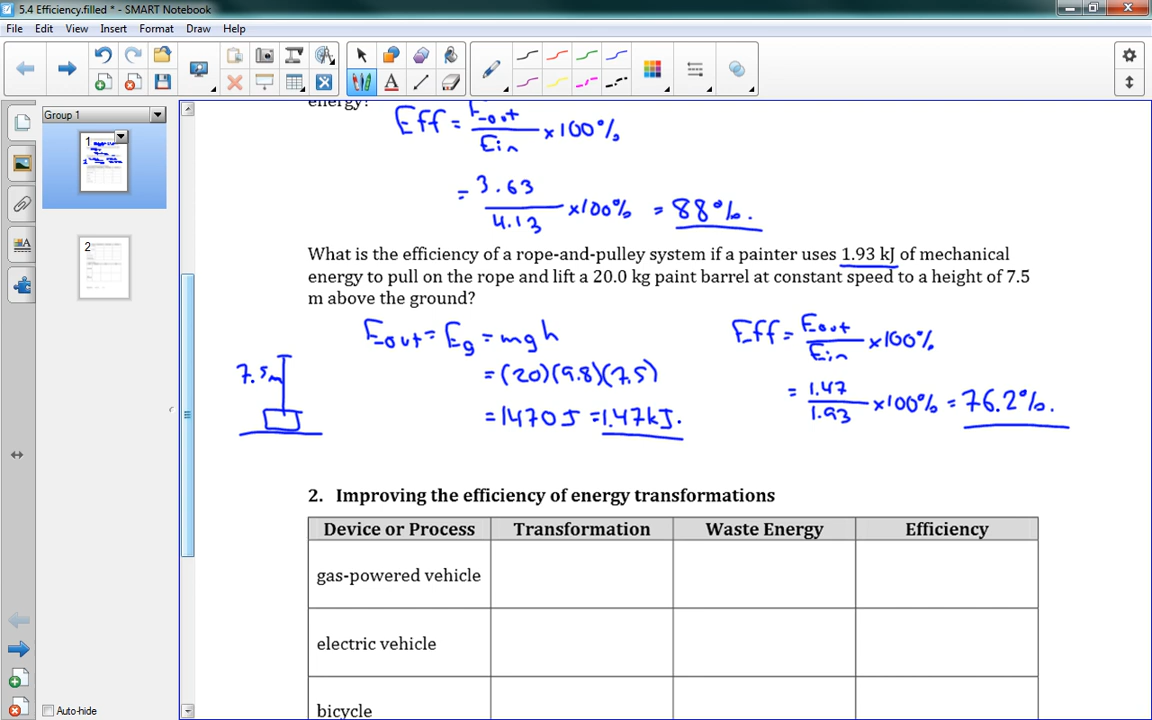 5.4 Efficiency.filled * - SMART Notebook
File Edit View Insert Format Draw Help
Group 1
1
2
energy?
Eff = Eout / Ein × 100%
= 3.63 / 4.13 × 100% = 88%.
What is the efficiency of a rope-and-pulley system if a painter uses 1.93 kJ of mechanical
energy to pull on the rope and lift a 20.0 kg paint barrel at constant speed to a height of 7.5
m above the ground?
Eout = Eg = mgh
= (20)(9.8)(7.5)
= 1470J = 1.47kJ.
7.5m
Eff = Eout / Ein × 100%
= 1.47 / 1.93 × 100% = 76.2%.
2. Improving the efficiency of energy transformations
Device or Process Transformation Waste Energy Efficiency
gas-powered vehicle
electric vehicle
bicycle
Auto-hide